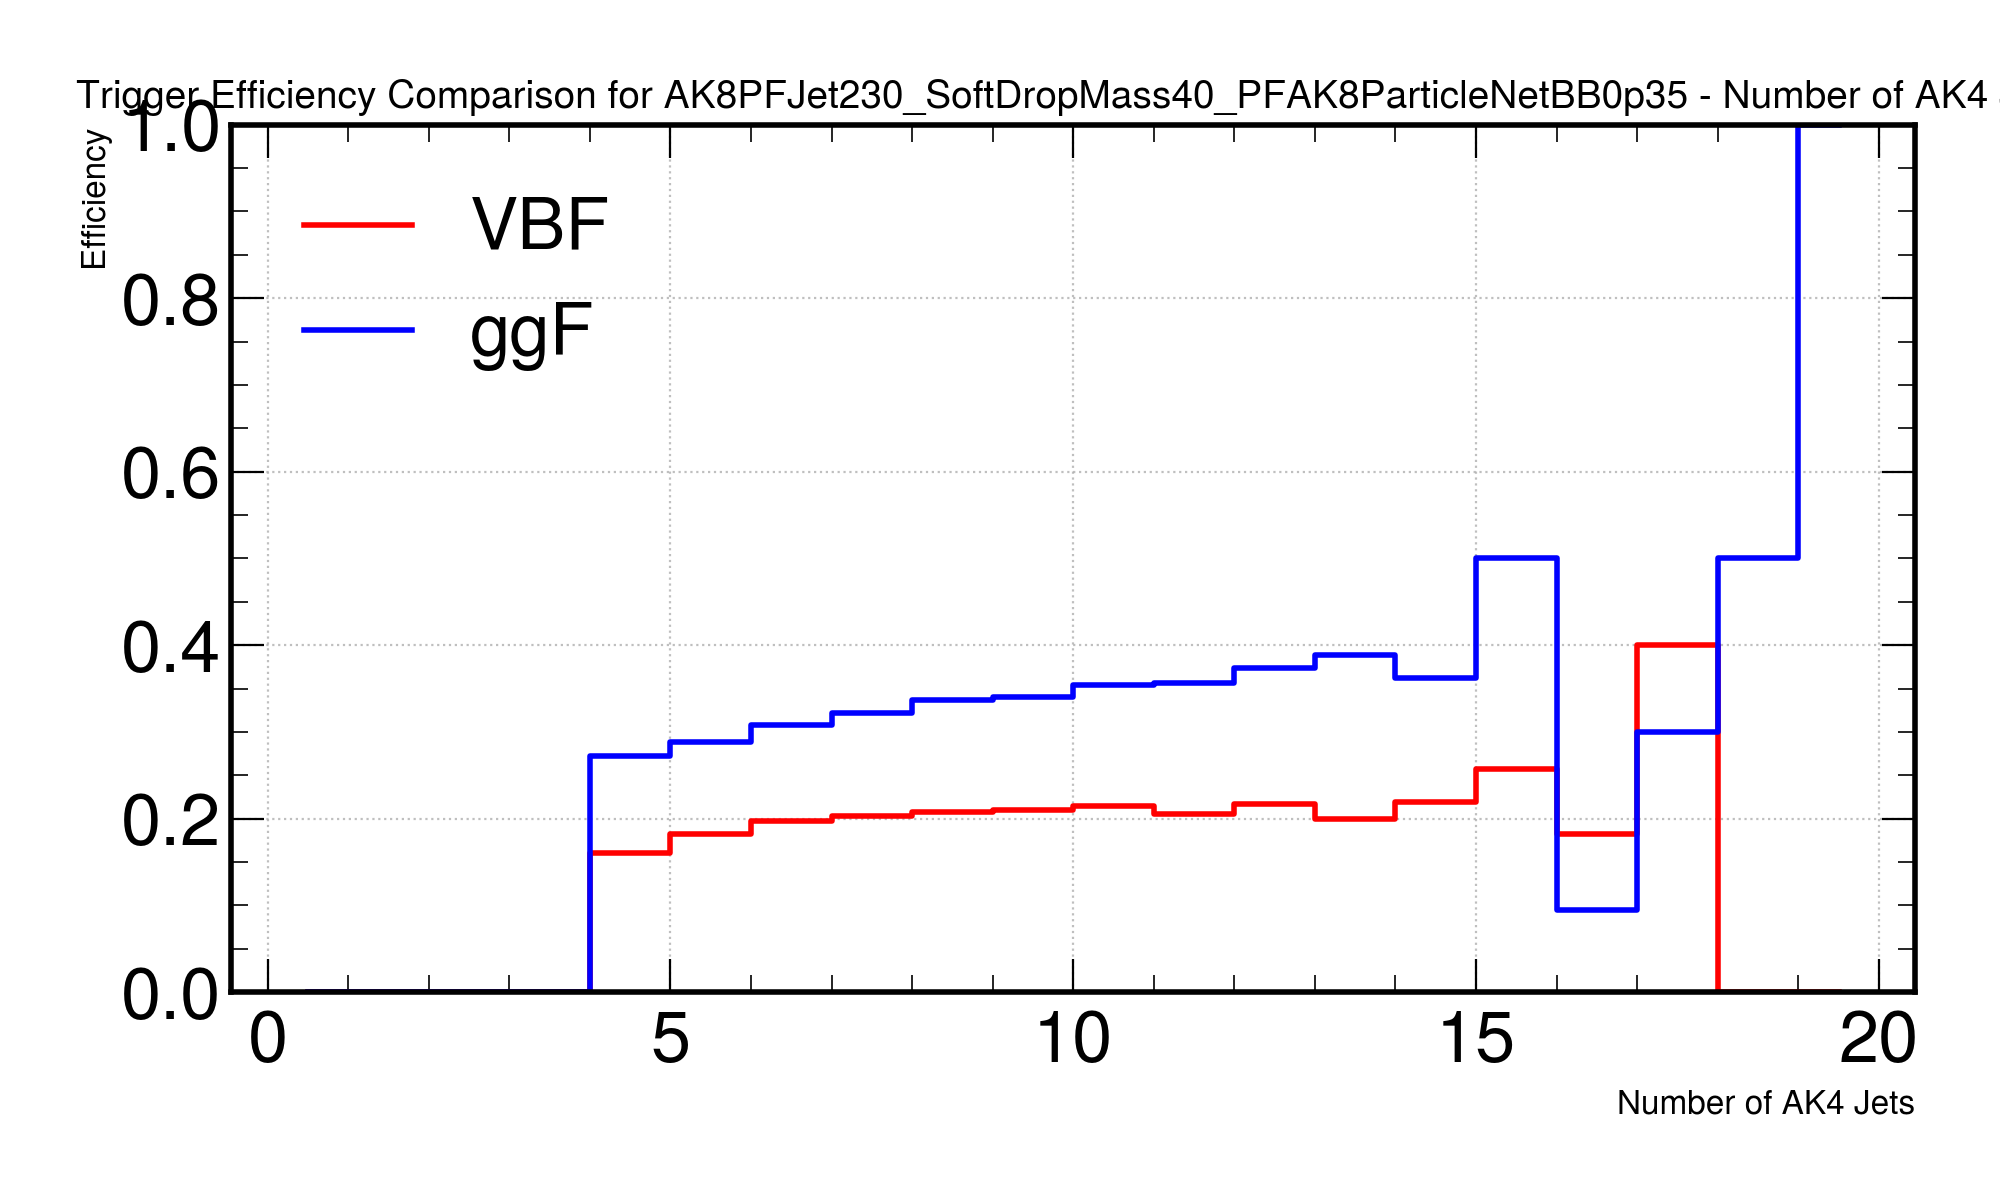 Trigger Efficiency Comparison for AK8PFJet230_SoftDropMass40_PFAK8ParticleNetBB0p35 - Number of AK4
Efficiency
1.0
0.8
0.6
0.4
0.2
0.0
VBF
ggF
0 5 10 15 20
Number of AK4 Jets